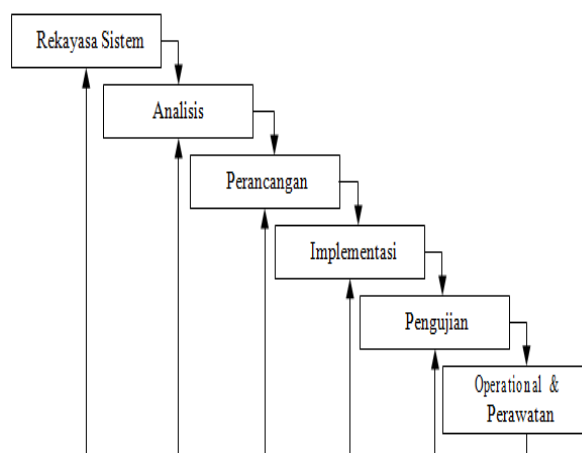 Rekayasa Sistem
Analisis
Perancangan
Implementasi
Pengujian
Operational &
Perawatan